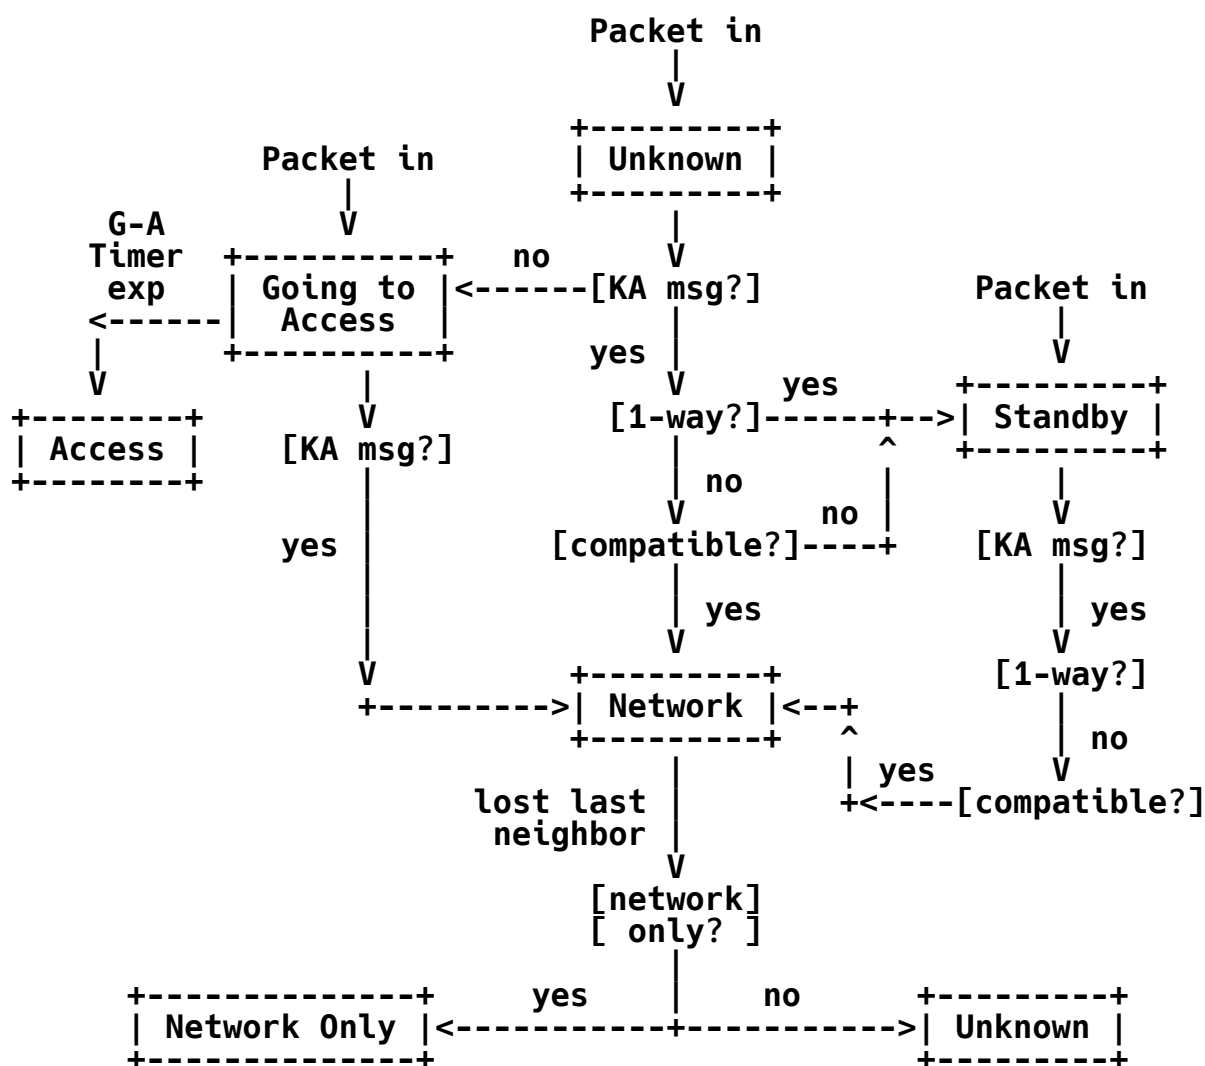 Packet in
                                                                 |
                                                                 V
                                                            +---------+
                           Packet in                        | Unknown |
                               |                            +---------+
          G-A                  V                                 |
        Timer    +----------+      no                            V
          exp    | Going to |<------[KA msg?]              Packet in
        <------|  Access  |            |                        |
        |        +----------+     yes |                        V
        V              |               V     yes      +---------+
+--------+             V           [1-way?]------+-->| Standby |
| Access |         [KA msg?]           |            ^   +---------+
+--------+             |               | no         |        |
                       |               V      no |            V
                  yes |       [compatible?]----+    [KA msg?]
                       |               |                     |
                       |               | yes                 | yes
                       |               V                     V
                       V          +---------+            [1-way?]
                       +--------->| Network |<--+            |
                                  +---------+   ^            | no
                                       |        | yes        V
                            lost last |        +<----[compatible?]
                             neighbor |
                                       V
                                   [network]
                                   [ only? ]
                                       |
          +--------------+     yes     |     no      +---------+
          | Network Only |<-----------+----------->| Unknown |
          +--------------+                           +---------+